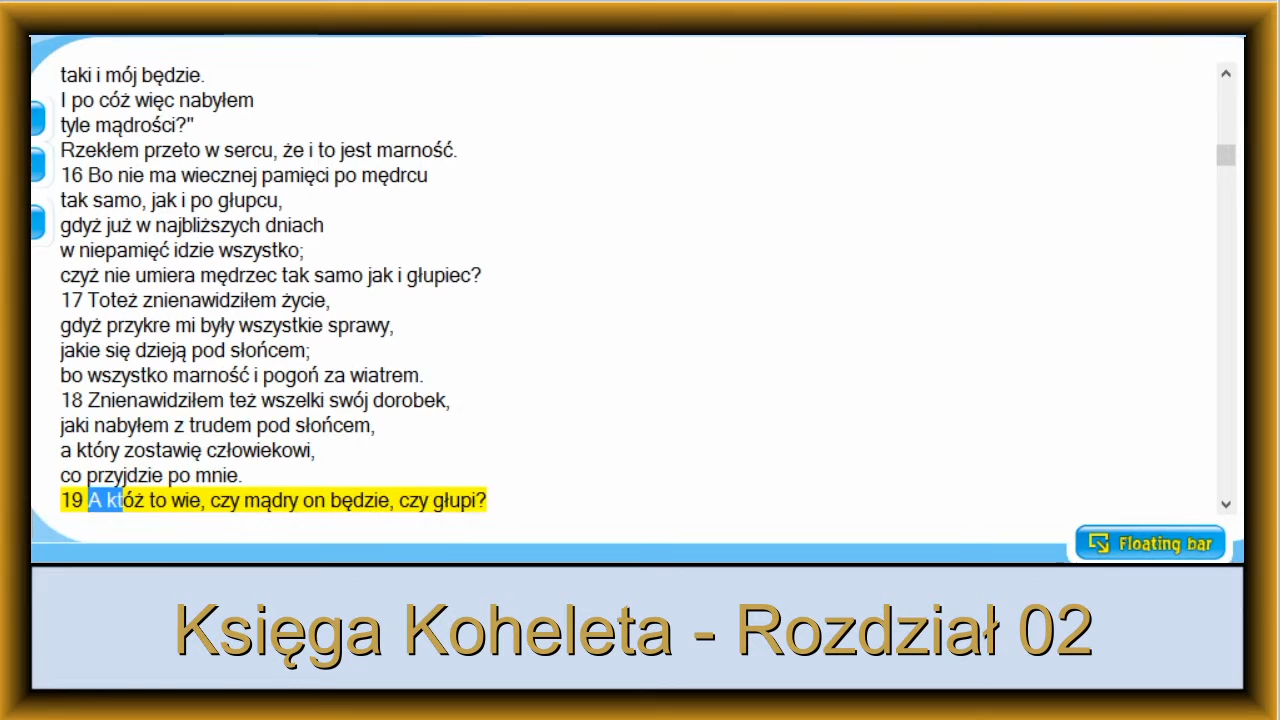 taki i mój będzie.
I po cóż więc nabyłem
tyle mądrości?"
Rzekłem przeto w sercu, że i to jest marność.
16 Bo nie ma wiecznej pamięci po mędrcu
tak samo, jak i po głupcu,
gdyż już w najbliższych dniach
w niepamięć idzie wszystko;
czyż nie umiera mędrzec tak samo jak i głupiec?
17 Toteż znienawidziłem życie,
gdyż przykre mi były wszystkie sprawy,
jakie się dzieją pod słońcem;
bo wszystko marność i pogoń za wiatrem.
18 Znienawidziłem też wszelki swój dorobek,
jaki nabyłem z trudem pod słońcem,
a który zostawię człowiekowi,
co przyjdzie po mnie.
19 A któż to wie, czy mądry on będzie, czy głupi?
Floating bar
Księga Koheleta - Rozdział 02